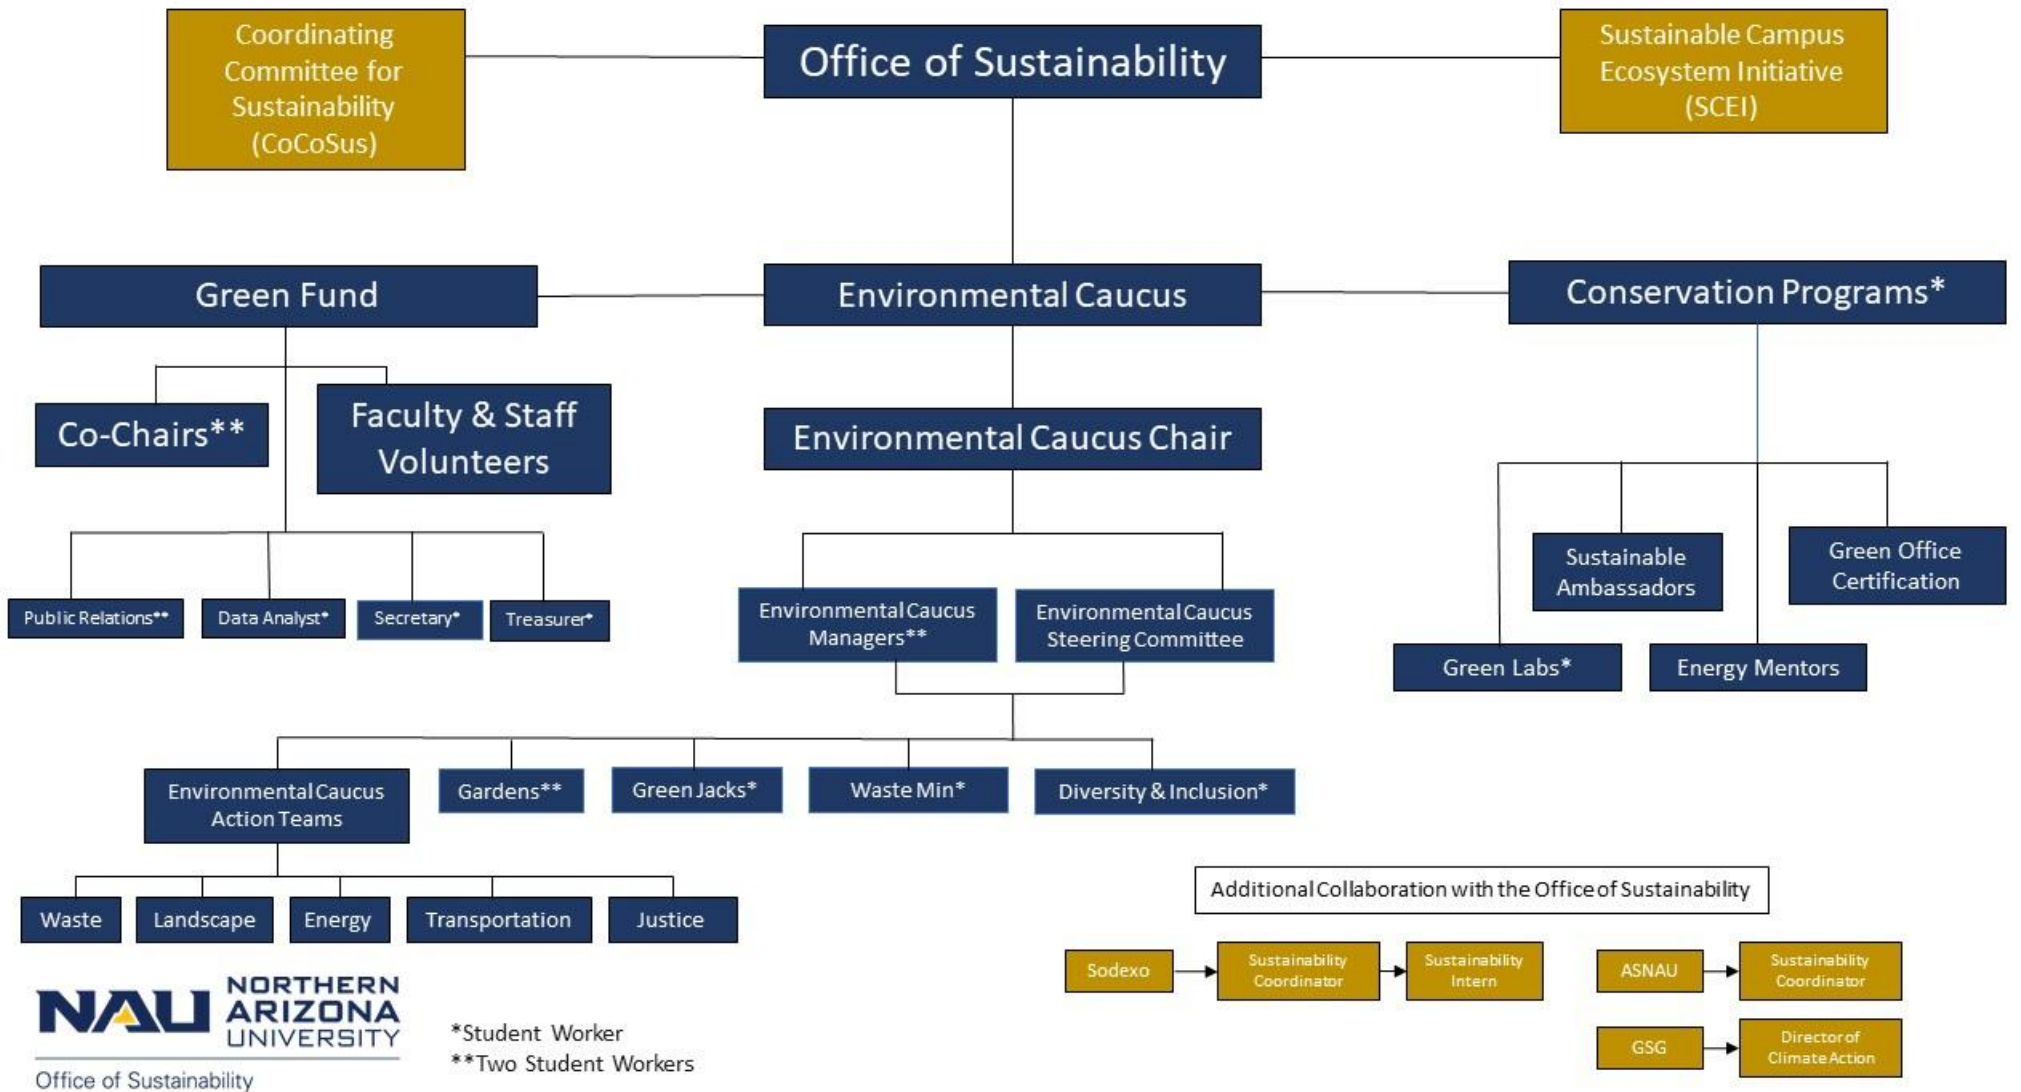 Coordinating
Committee for
Sustainability
(CoCoSus)
Office of Sustainability
Sustainable Campus
Ecosystem Initiative
(SCEI)
Green Fund
Environmental Caucus
Conservation Programs*
Co-Chairs**
Faculty & Staff
Volunteers
Environmental Caucus Chair
Public Relations**
Data Analyst*
Secretary*
Treasurer*
Environmental Caucus
Managers**
Environmental Caucus
Steering Committee
Sustainable
Ambassadors
Green Office
Certification
Green Labs*
Energy Mentors
Environmental Caucus
Action Teams
Gardens**
Green Jacks*
Waste Min*
Diversity & Inclusion*
Waste
Landscape
Energy
Transportation
Justice
Additional Collaboration with the Office of Sustainability
Sodexo
Sustainability
Coordinator
Sustainability
Intern
ASNAU
Sustainability
Coordinator
GSG
Director of
Climate Action
NAU
NORTHERN
ARIZONA
UNIVERSITY
Office of Sustainability
*Student Worker
**Two Student Workers